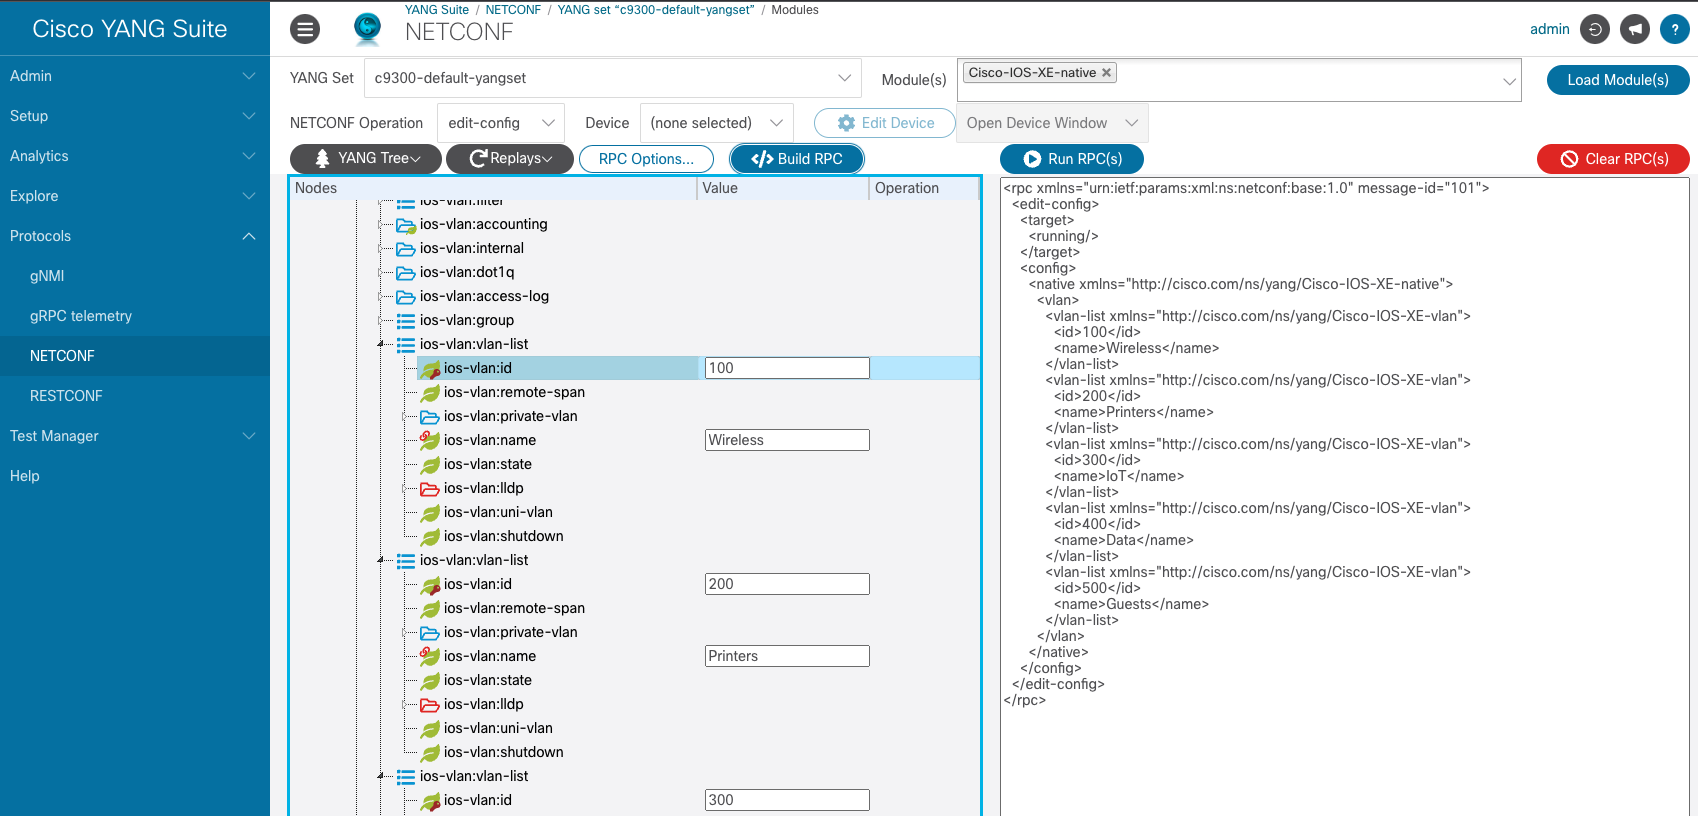 Cisco YANG Suite
Admin
Setup
Analytics
Explore
Protocols
gNMI
gRPC telemetry
NETCONF
RESTCONF
Test Manager
Help
YANG Suite / NETCONF / YANG set “c9300-default-yangset” / Modules
NETCONF
admin
?
YANG Set c9300-default-yangset Module(s) Cisco-IOS-XE-native × Load Module(s)
NETCONF Operation edit-config Device (none selected) Edit Device Open Device Window
YANG Tree Replays RPC Options... </> Build RPC Run RPC(s) Clear RPC(s)
Nodes Value Operation
ios-vlan:filter
ios-vlan:accounting
ios-vlan:internal
ios-vlan:dot1q
ios-vlan:access-log
ios-vlan:group
ios-vlan:vlan-list
ios-vlan:id 100
ios-vlan:remote-span
ios-vlan:private-vlan
ios-vlan:name Wireless
ios-vlan:state
ios-vlan:lldp
ios-vlan:uni-vlan
ios-vlan:shutdown
ios-vlan:vlan-list
ios-vlan:id 200
ios-vlan:remote-span
ios-vlan:private-vlan
ios-vlan:name Printers
ios-vlan:state
ios-vlan:lldp
ios-vlan:uni-vlan
ios-vlan:shutdown
ios-vlan:vlan-list
ios-vlan:id 300
<rpc xmlns="urn:ietf:params:xml:ns:netconf:base:1.0" message-id="101">
<edit-config>
<target>
<running/>
</target>
<config>
<native xmlns="http://cisco.com/ns/yang/Cisco-IOS-XE-native">
<vlan>
<vlan-list xmlns="http://cisco.com/ns/yang/Cisco-IOS-XE-vlan">
<id>100</id>
<name>Wireless</name>
</vlan-list>
<vlan-list xmlns="http://cisco.com/ns/yang/Cisco-IOS-XE-vlan">
<id>200</id>
<name>Printers</name>
</vlan-list>
<vlan-list xmlns="http://cisco.com/ns/yang/Cisco-IOS-XE-vlan">
<id>300</id>
<name>IoT</name>
</vlan-list>
<vlan-list xmlns="http://cisco.com/ns/yang/Cisco-IOS-XE-vlan">
<id>400</id>
<name>Data</name>
</vlan-list>
<vlan-list xmlns="http://cisco.com/ns/yang/Cisco-IOS-XE-vlan">
<id>500</id>
<name>Guests</name>
</vlan-list>
</vlan>
</native>
</config>
</edit-config>
</rpc>